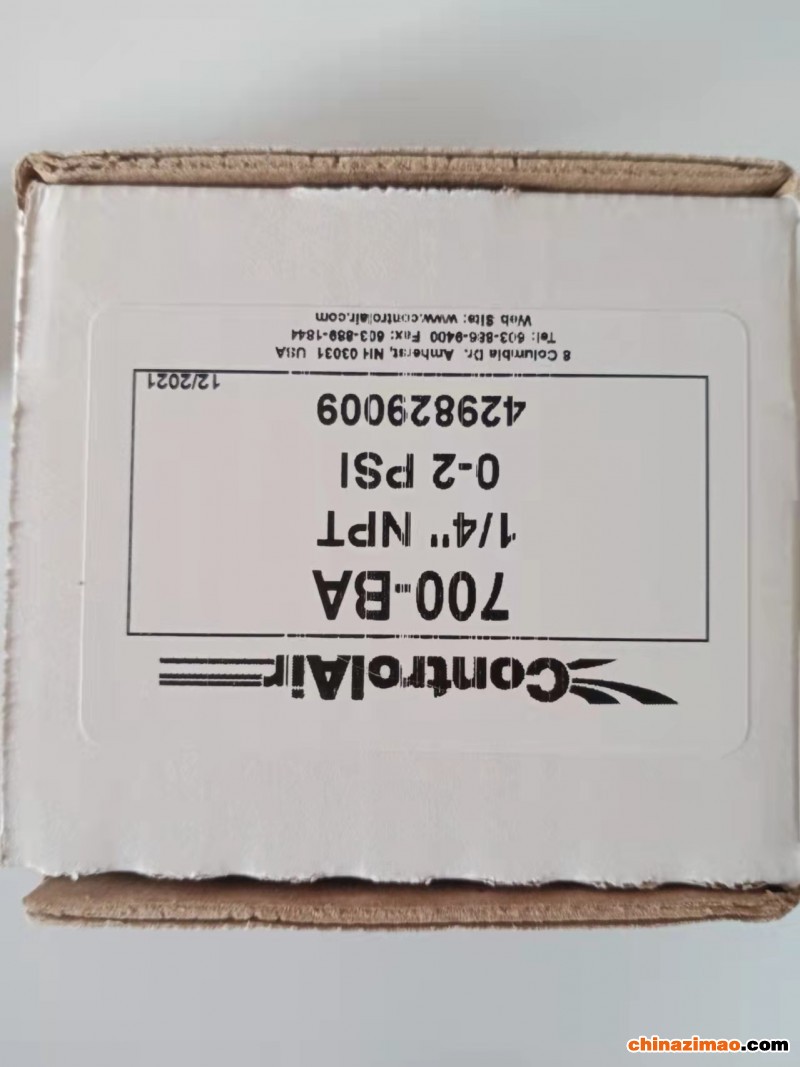 ControlAir
700-BA
1/4" NPT
0-2 PSI
429829009
12/2021
8 Columbia Dr. Amherst, NH 03031 USA
Tel: 603-886-9400 Fax: 603-889-1844
Web Site: www.controlair.com
chinazimao.com